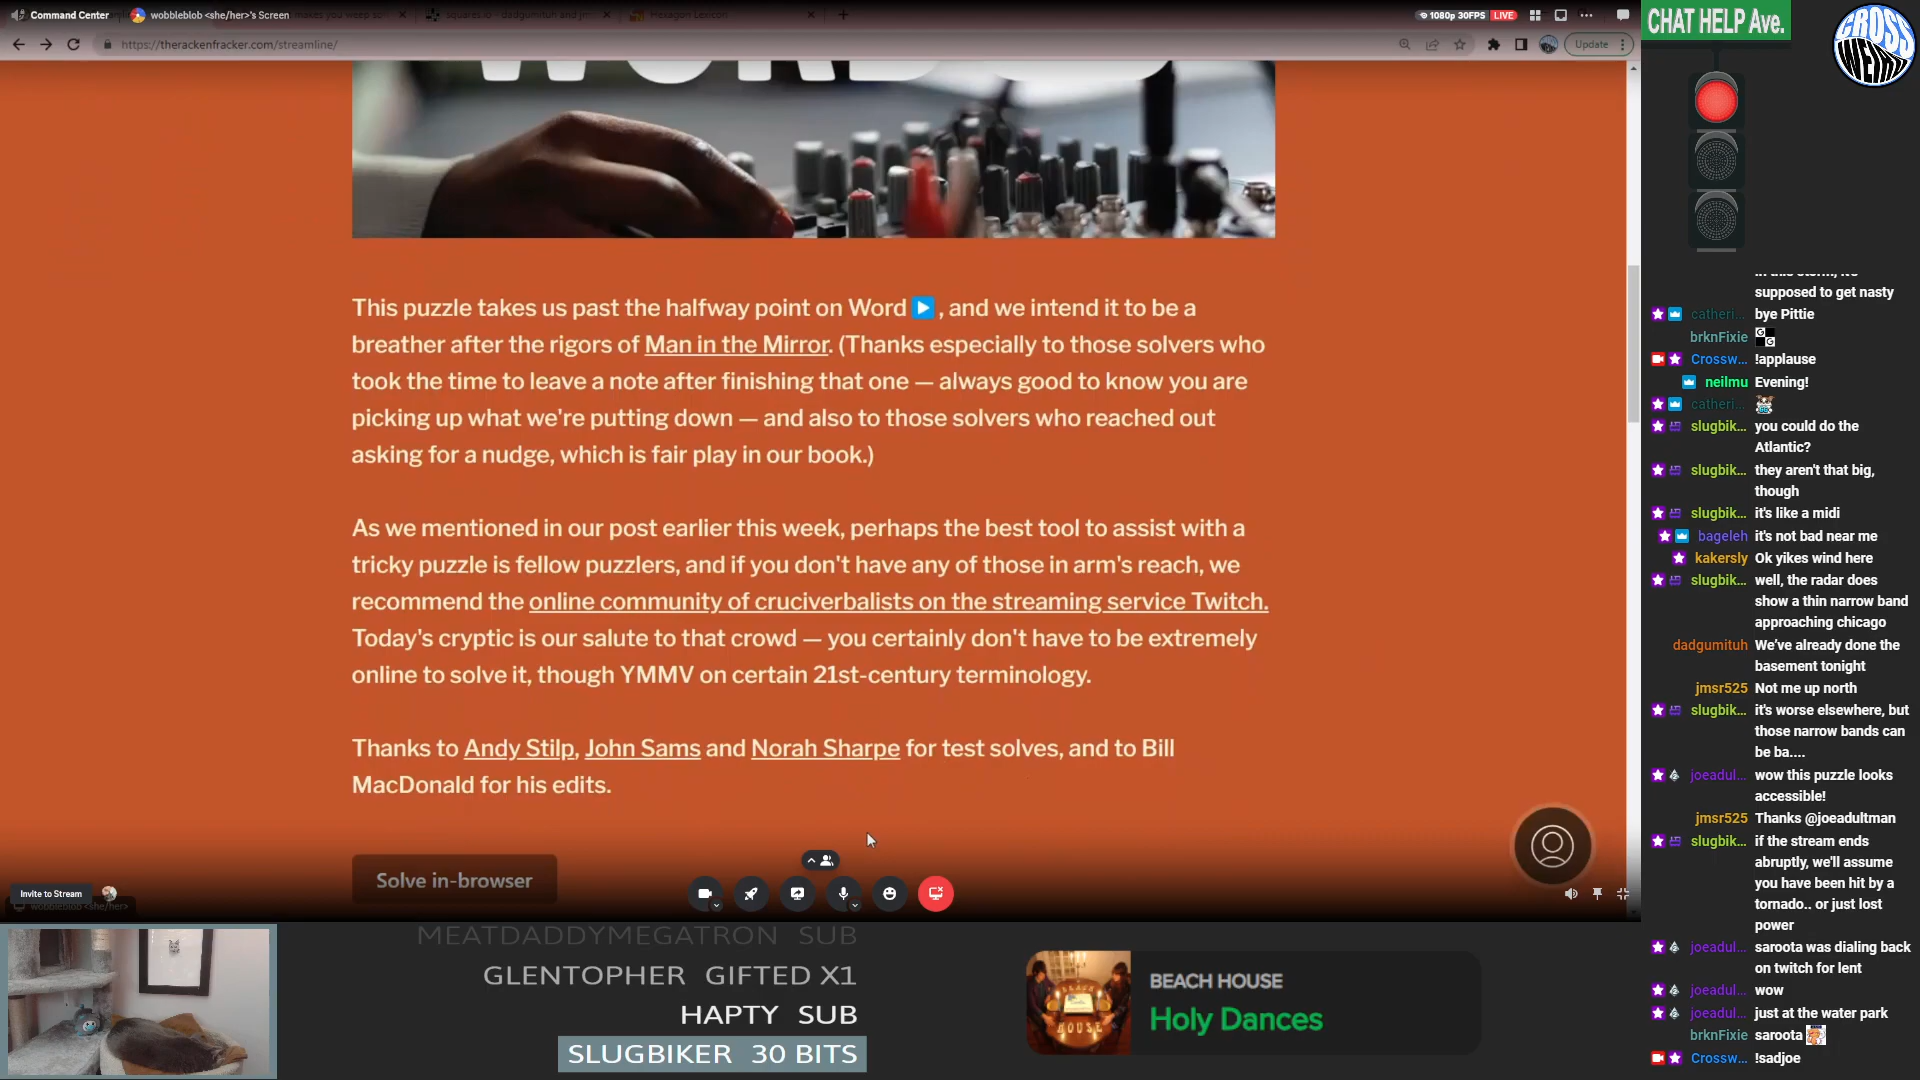 Command Center
wobbleblob <she/her>'s Screen
1080p 30FPS LIVE
https://therackenfracker.com/streamline/
Update
This puzzle takes us past the halfway point on Word ▶, and we intend it to be a
breather after the rigors of Man in the Mirror. (Thanks especially to those solvers who
took the time to leave a note after finishing that one — always good to know you are
picking up what we're putting down — and also to those solvers who reached out
asking for a nudge, which is fair play in our book.)
As we mentioned in our post earlier this week, perhaps the best tool to assist with a
tricky puzzle is fellow puzzlers, and if you don't have any of those in arm's reach, we
recommend the online community of cruciverbalists on the streaming service Twitch.
Today's cryptic is our salute to that crowd — you certainly don't have to be extremely
online to solve it, though YMMV on certain 21st-century terminology.
Thanks to Andy Stilp, John Sams and Norah Sharpe for test solves, and to Bill
MacDonald for his edits.
Solve in-browser
Invite to Stream
wobbleblob <she/her>
MEATDADDYMEGATRON SUB
GLENTOPHER GIFTED X1
HAPTY SUB
SLUGBIKER 30 BITS
BEACH HOUSE
Holy Dances
CHAT HELP Ave.
CROSS
WEIRD
supposed to get nasty
catheri... bye Pittie
brknFixie
Crossw... !applause
neilmu Evening!
catheri...
slugbik... you could do the
Atlantic?
slugbik... they aren't that big,
though
slugbik... it's like a midi
bageleh it's not bad near me
kakersly Ok yikes wind here
slugbik... well, the radar does
show a thin narrow band
approaching chicago
dadgumituh We've already done the
basement tonight
jmsr525 Not me up north
slugbik... it's worse elsewhere, but
those narrow bands can
be ba....
joeadul... wow this puzzle looks
accessible!
jmsr525 Thanks @joeadultman
slugbik... if the stream ends
abruptly, we'll assume
you have been hit by a
tornado.. or just lost
power
joeadul... saroota was dialing back
on twitch for lent
joeadul... wow
joeadul... just at the water park
brknFixie saroota
Crossw... !sadjoe